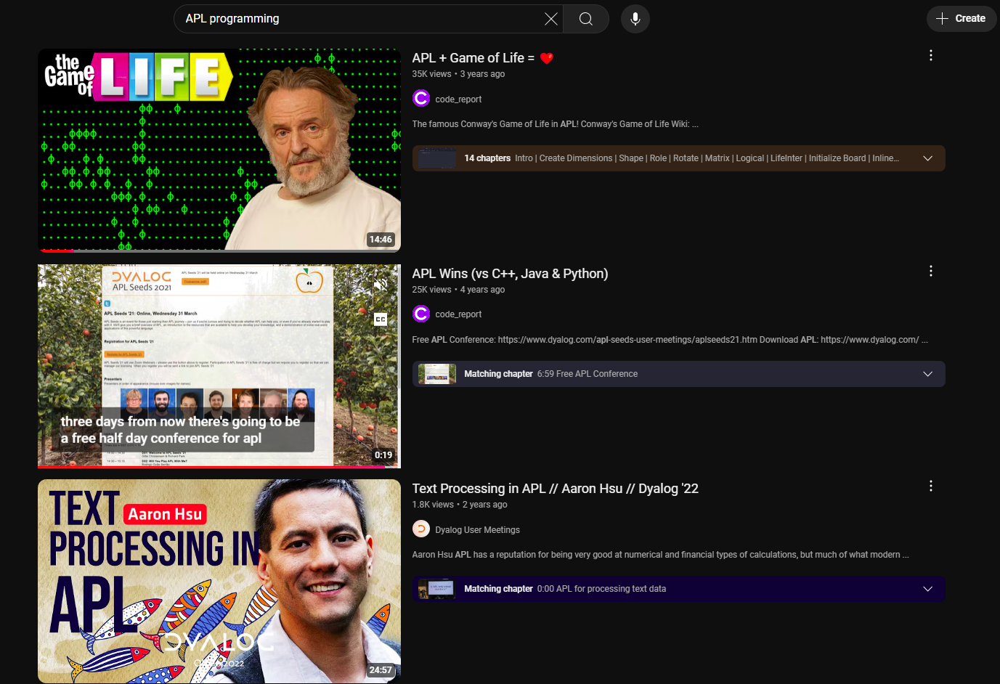 APL programming
Create
the
Game
of
LIFE
14:46
APL + Game of Life = ❤️
35K views • 3 years ago
code_report
The famous Conway's Game of Life in APL! Conway's Game of Life Wiki: ...
14 chapters Intro | Create Dimensions | Shape | Role | Rotate | Matrix | Logical | LifeInter | Initialize Board | Inline...
DYALOG
APL Seeds 2021
APL Seeds '21: Online, Wednesday 31 March
Registration for APL Seeds '21
Presenters
three days from now there's going to be
a free half day conference for apl
CC
0:19
APL Wins (vs C++, Java & Python)
25K views • 4 years ago
code_report
Free APL Conference: https://www.dyalog.com/apl-seeds-user-meetings/aplseeds21.htm Download APL: https://www.dyalog.com/ ...
Matching chapter 6:59 Free APL Conference
TEXT
Aaron Hsu
PROCESSING IN
APL
DYALOG
24:57
Text Processing in APL // Aaron Hsu // Dyalog '22
1.8K views • 2 years ago
Dyalog User Meetings
Aaron Hsu APL has a reputation for being very good at numerical and financial types of calculations, but much of what modern ...
Matching chapter 0:00 APL for processing text data